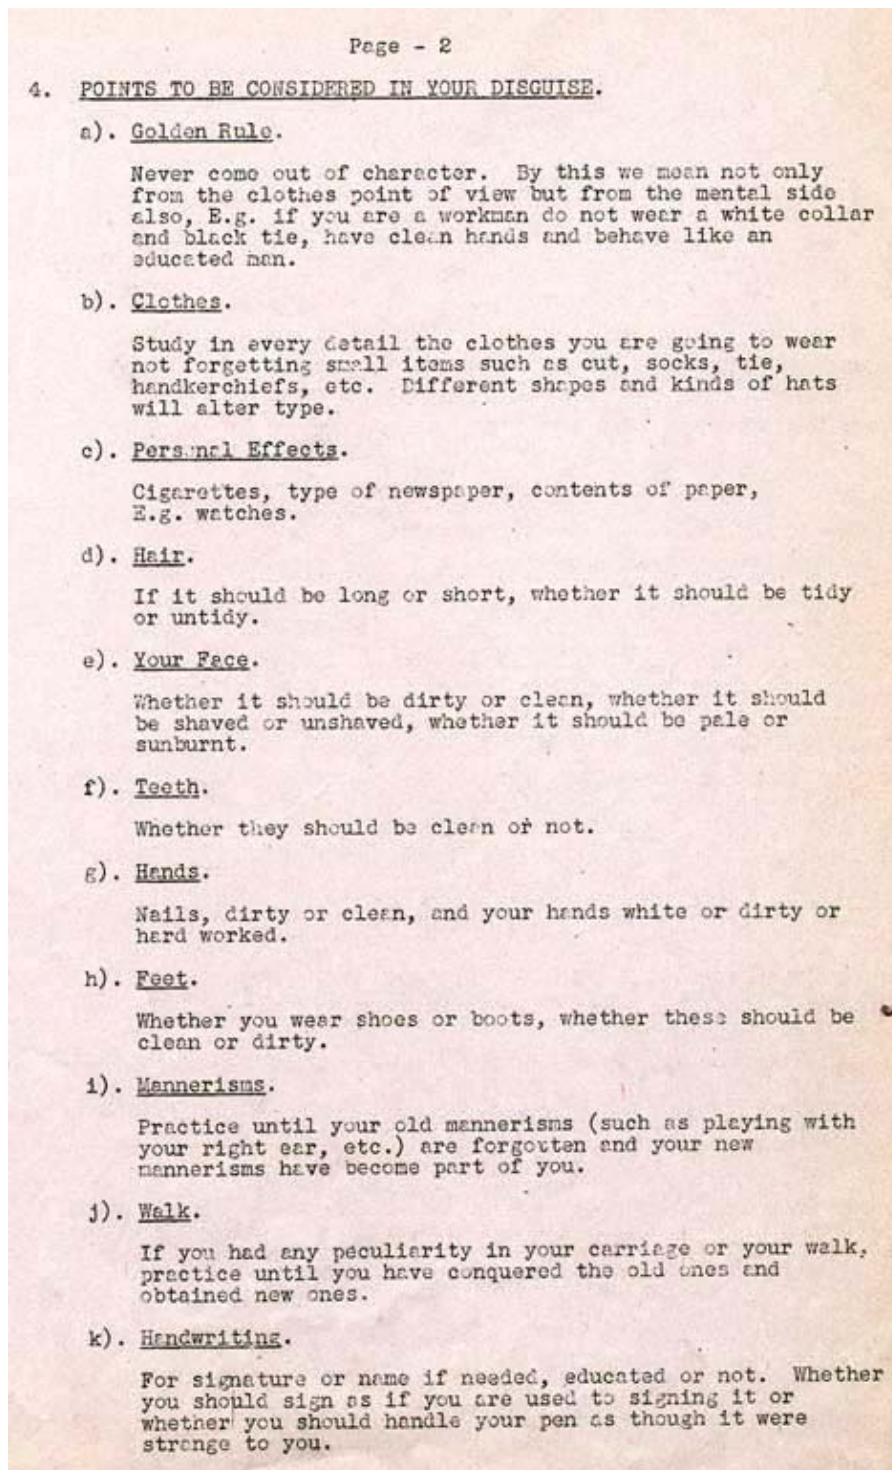 Page - 2
4. POINTS TO BE CONSIDERED IN YOUR DISGUISE.
a). Golden Rule.
Never come out of character. By this we mean not only
from the clothes point of view but from the mental side
also, E.g. if you are a workman do not wear a white collar
and black tie, have clean hands and behave like an
educated man.
b). Clothes.
Study in every detail the clothes you are going to wear
not forgetting small items such as cut, socks, tie,
handkerchiefs, etc. Different shapes and kinds of hats
will alter type.
c). Personal Effects.
Cigarettes, type of newspaper, contents of paper,
E.g. watches.
d). Hair.
If it should be long or short, whether it should be tidy
or untidy.
e). Your Face.
Whether it should be dirty or clean, whether it should
be shaved or unshaved, whether it should be pale or
sunburnt.
f). Teeth.
Whether they should be clean or not.
g). Hands.
Nails, dirty or clean, and your hands white or dirty or
hard worked.
h). Feet.
Whether you wear shoes or boots, whether these should be
clean or dirty.
i). Mannerisms.
Practice until your old mannerisms (such as playing with
your right ear, etc.) are forgotten and your new
mannerisms have become part of you.
j). Walk.
If you had any peculiarity in your carriage or your walk,
practice until you have conquered the old ones and
obtained new ones.
k). Handwriting.
For signature or name if needed, educated or not. Whether
you should sign as if you are used to signing it or
whether you should handle your pen as though it were
strange to you.